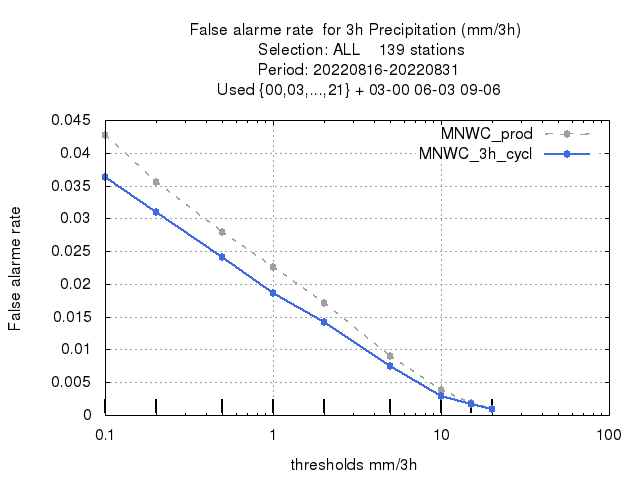 False alarme rate  for 3h Precipitation (mm/3h)
Selection: ALL    139 stations
Period: 20220816-20220831
Used {00,03,...,21} + 03-00 06-03 09-06
0.045
0.04
0.035
0.03
0.025
0.02
0.015
0.01
0.005
0
False alarme rate
MNWC_prod
MNWC_3h_cycl
0.1 1 10 100
thresholds mm/3h